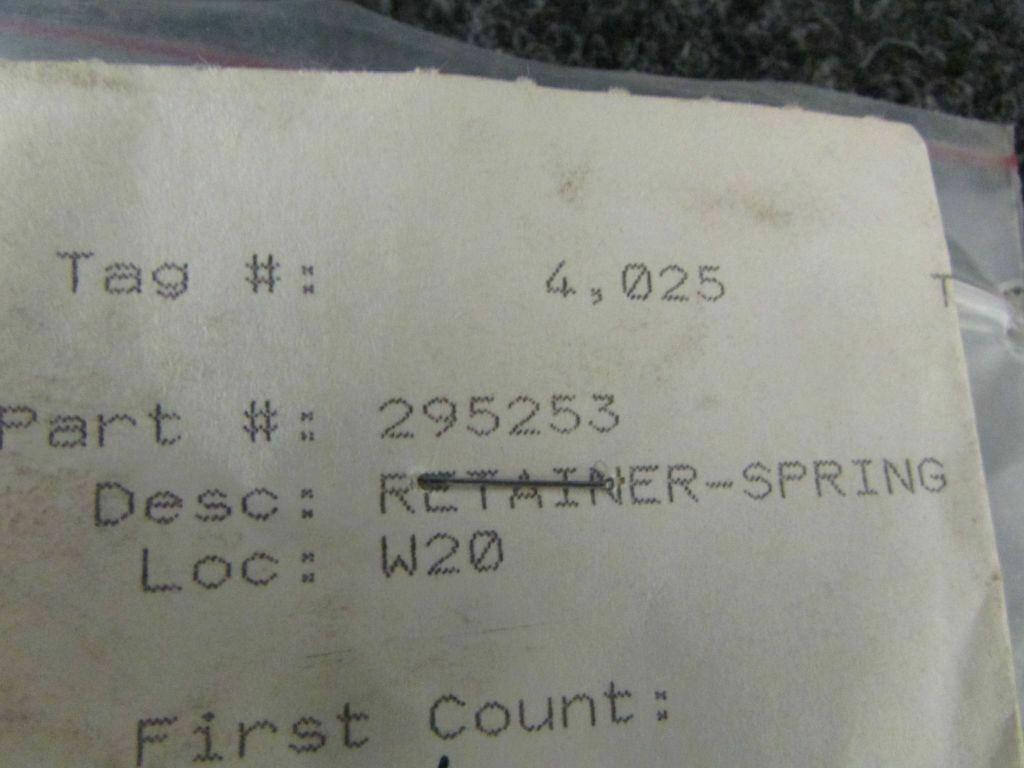 Tag #: 4,025 T
Part #: 295253
Desc: RETAINER-SPRING
Loc: W20
First Count: